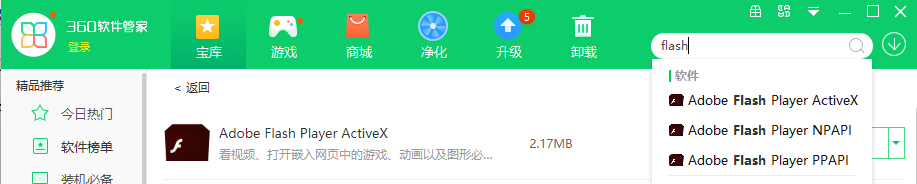 360软件管家
登录
宝库
游戏
商城
净化
5
升级
卸载
flash
精品推荐
今日热门
软件榜单
装机必备
< 返回
Adobe Flash Player ActiveX
看视频、打开嵌入网页中的游戏、动画以及图形必...
2.17MB
软件
Adobe Flash Player ActiveX
Adobe Flash Player NPAPI
Adobe Flash Player PPAPI